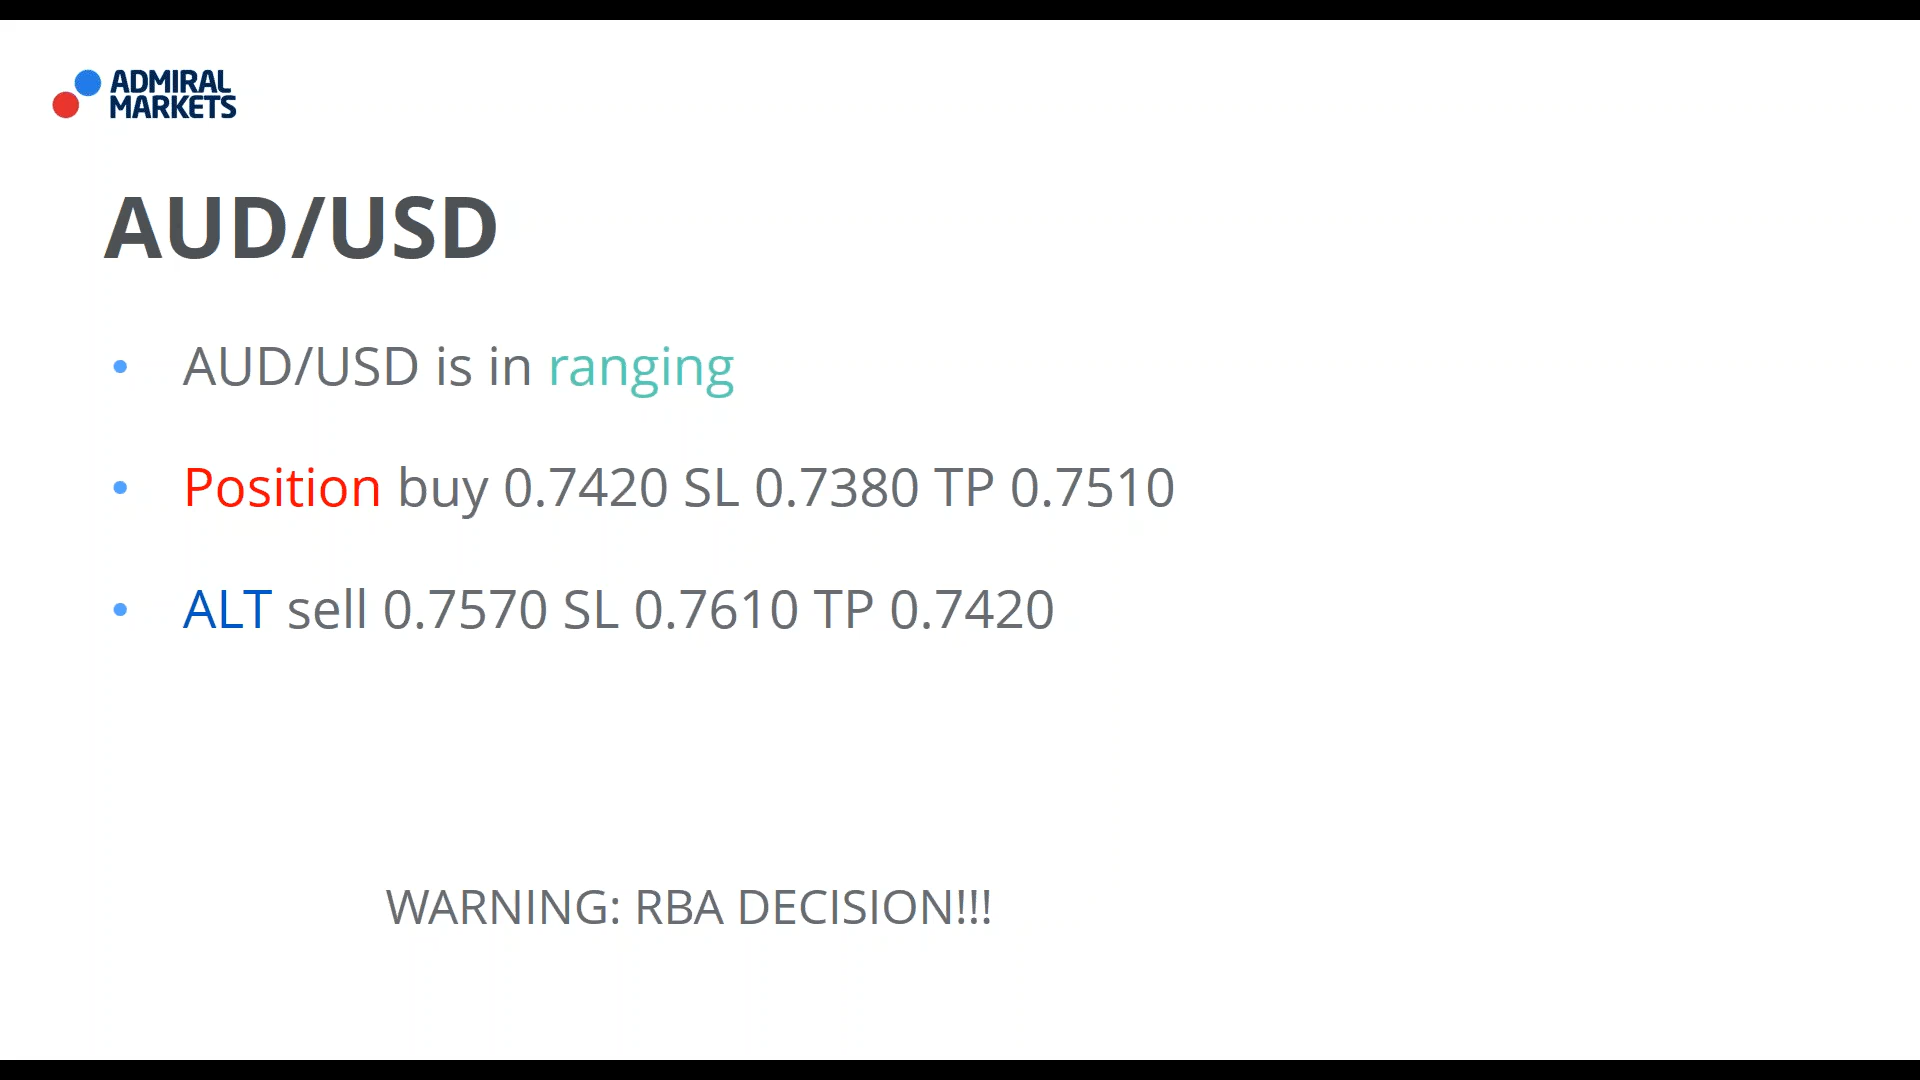 ADMIRAL
MARKETS
AUD/USD
• AUD/USD is in ranging
• Position buy 0.7420 SL 0.7380 TP 0.7510
• ALT sell 0.7570 SL 0.7610 TP 0.7420
WARNING: RBA DECISION!!!